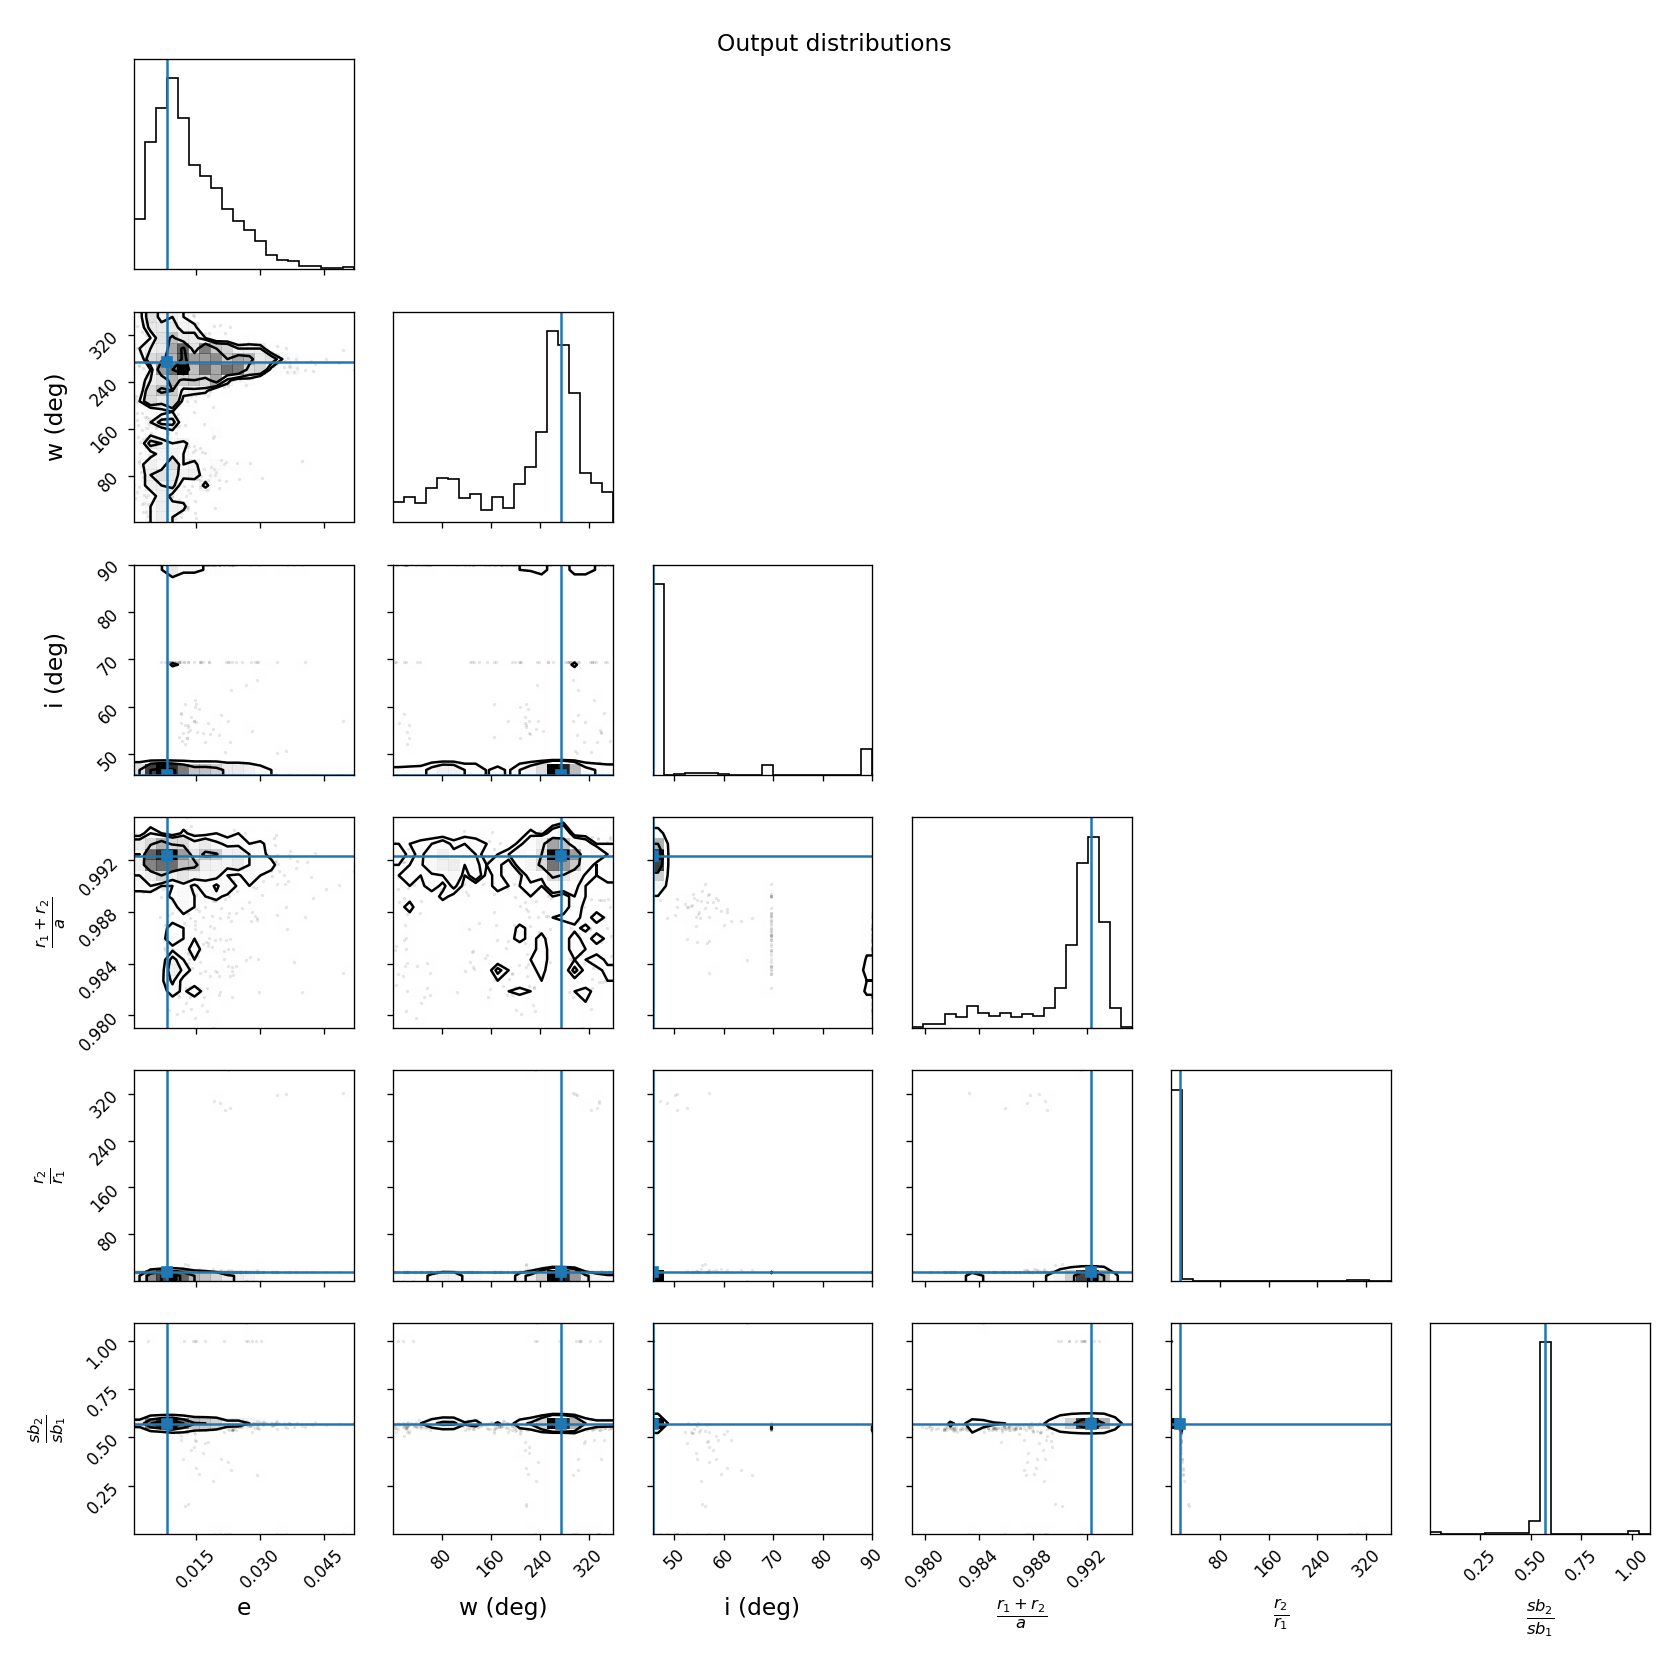 Output distributions
w (deg)
320
240
160
80
i (deg)
90
80
70
60
50
r₁ + r₂ / a
0.992
0.988
0.984
0.980
r₂ / r₁
320
240
160
80
sb₂ / sb₁
1.00
0.75
0.50
0.25
0.015 0.030 0.045 80 160 240 320 50 60 70 80 90 0.980 0.984 0.988 0.992 80 160 240 320 0.25 0.50 0.75 1.00
e w (deg) i (deg) r₁ + r₂ / a r₂ / r₁ sb₂ / sb₁